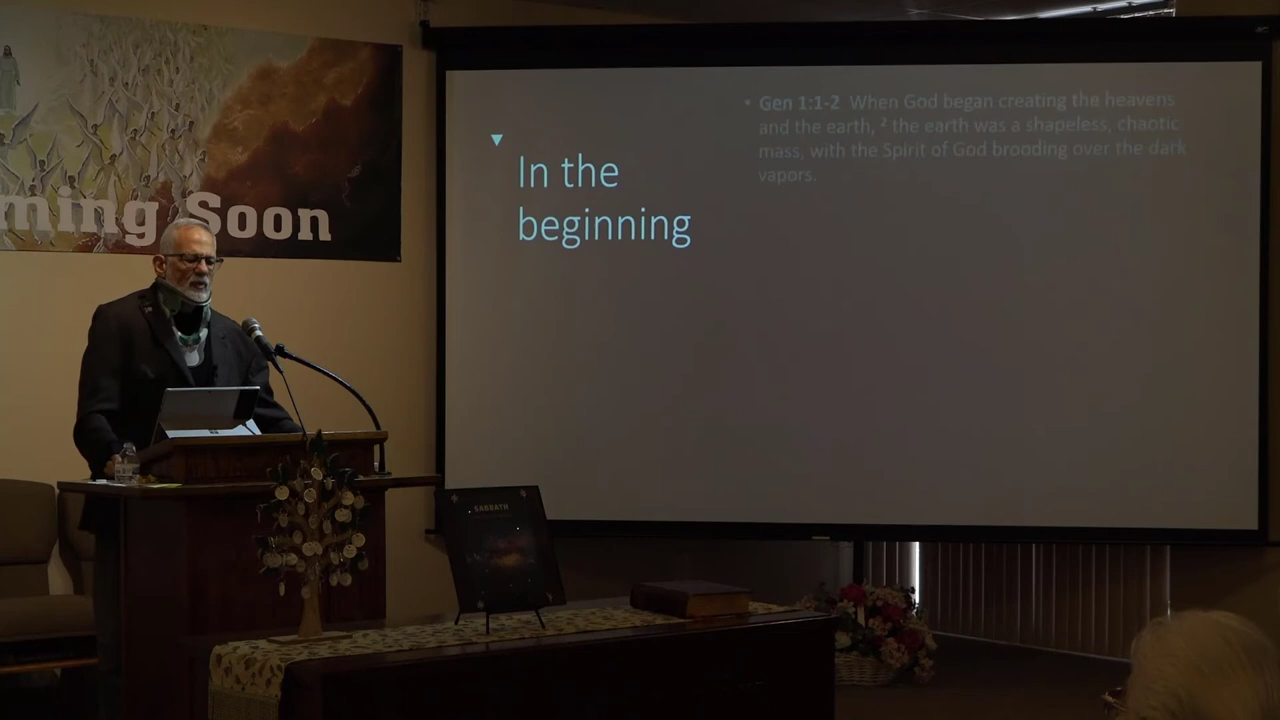 ming Soon
In the
beginning
• Gen 1:1-2 When God began creating the heavens
and the earth, ² the earth was a shapeless, chaotic
mass, with the Spirit of God brooding over the dark
vapors.
SABBATH